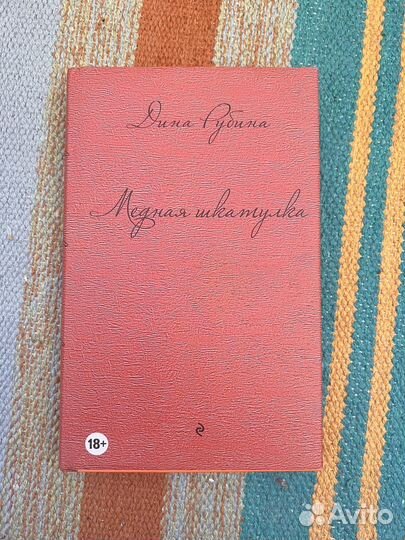 Дина Рубина
Медная шкатулка
18+
Avito